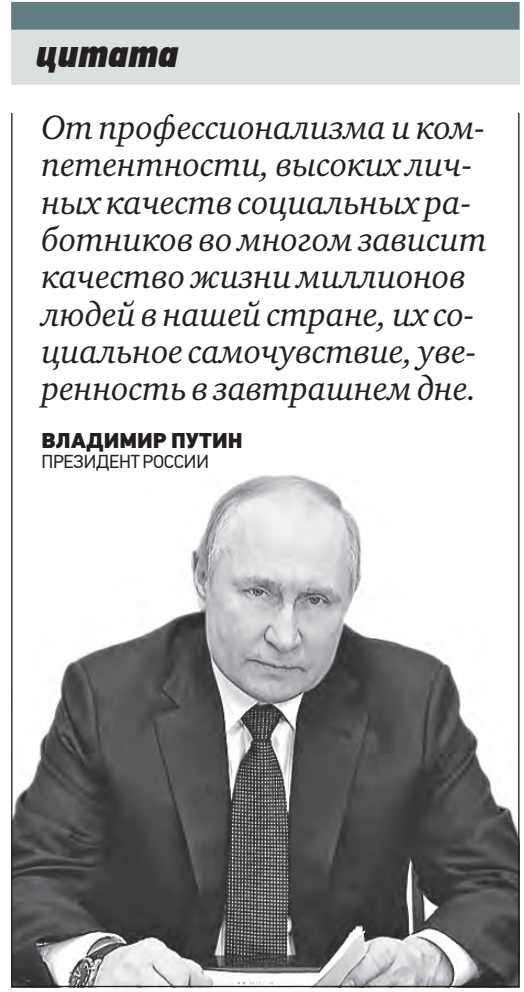 цитата
От профессионализма и ком-
петентности, высоких лич-
ных качеств социальных ра-
ботников во многом зависит
качество жизни миллионов
людей в нашей стране, их со-
циальное самочувствие, уве-
ренность в завтрашнем дне.
ВЛАДИМИР ПУТИН
ПРЕЗИДЕНТ РОССИИ